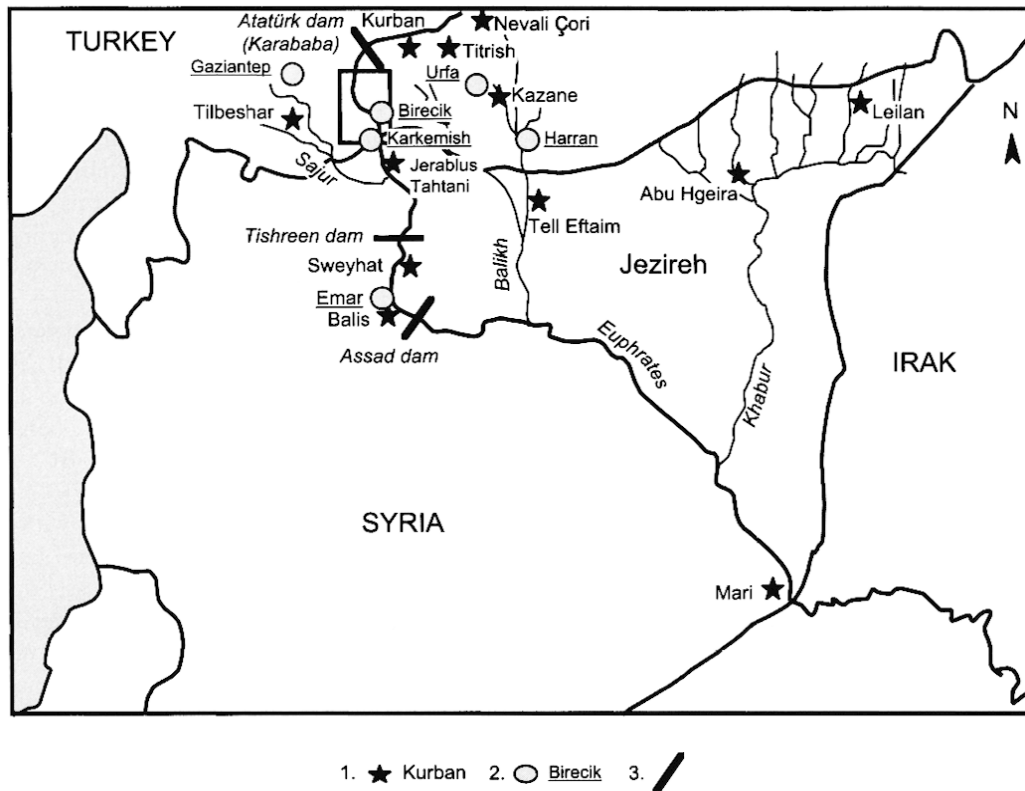 Atatürk dam
(Karababa)
Kurban
Nevali Çori
TURKEY
Titrish
Gaziantep
Urfa
Kazane
Birecik
Tilbeshar
Leilan
N
Karkemish
Harran
Sajur
Jerablus
Tahtani
Abu Hgeira
Tell Eftaim
Tishreen dam
Balikh
Jezireh
Sweyhat
Emar
Balis
Assad dam
Euphrates
Khabur
IRAK
SYRIA
Mari
1. Kurban 2. Birecik 3.